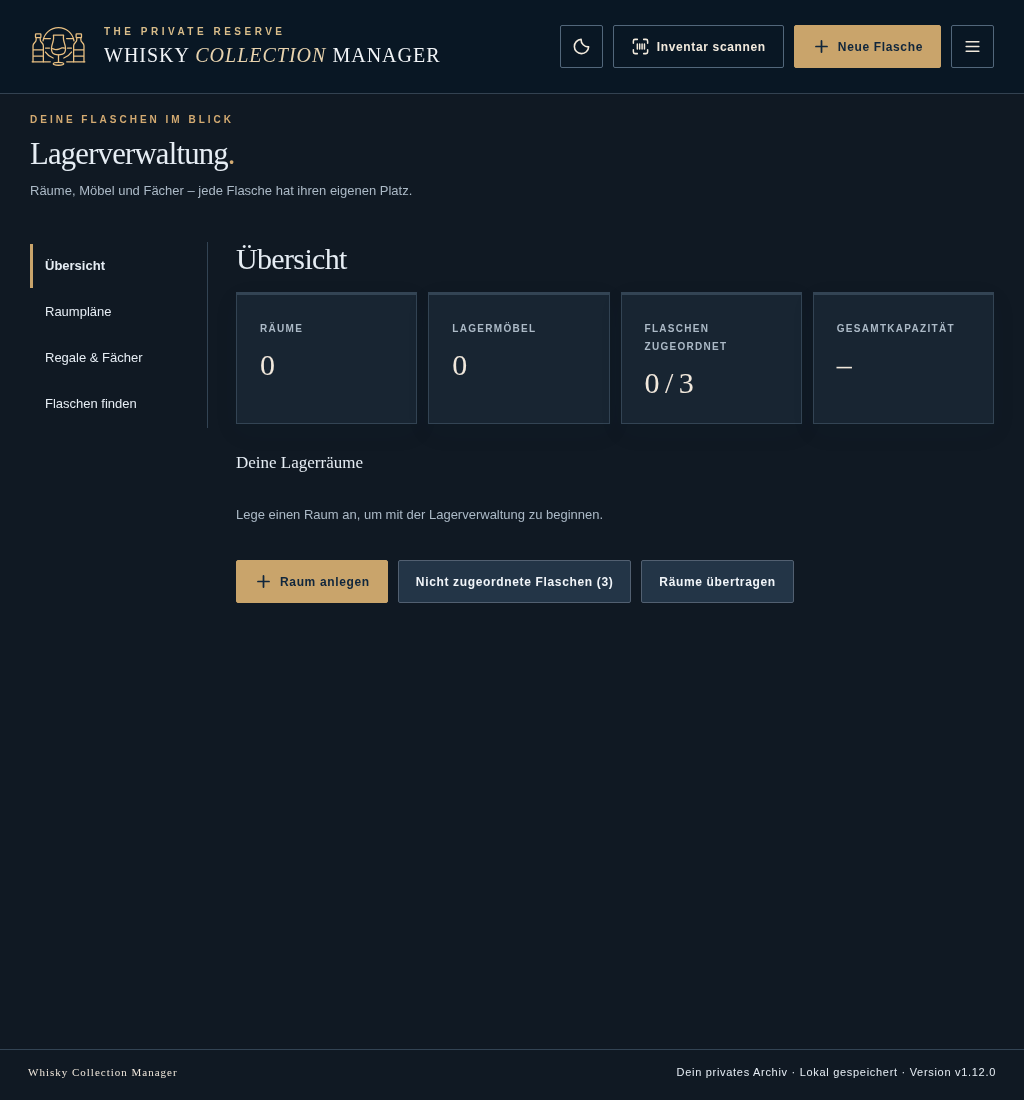 THE PRIVATE RESERVE
WHISKY COLLECTION MANAGER
Inventar scannen
Neue Flasche
DEINE FLASCHEN IM BLICK
Lagerverwaltung.
Räume, Möbel und Fächer – jede Flasche hat ihren eigenen Platz.
Übersicht
Raumpläne
Regale & Fächer
Flaschen finden
Übersicht
RÄUME
0
LAGERMÖBEL
0
FLASCHEN
ZUGEORDNET
0 / 3
GESAMTKAPAZITÄT
–
Deine Lagerräume
Lege einen Raum an, um mit der Lagerverwaltung zu beginnen.
Raum anlegen
Nicht zugeordnete Flaschen (3)
Räume übertragen
Whisky Collection Manager
Dein privates Archiv · Lokal gespeichert · Version v1.12.0